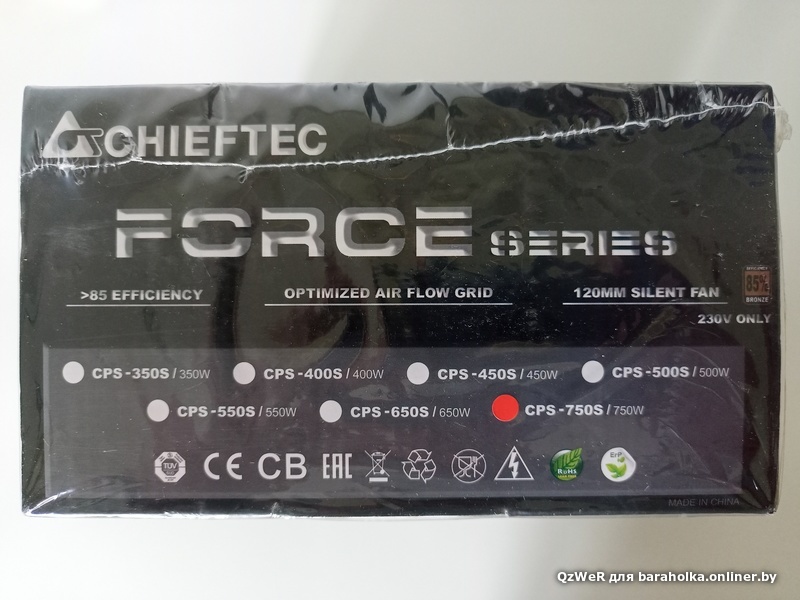 CHIEFTEC
FORCE SERIES
>85 EFFICIENCY OPTIMIZED AIR FLOW GRID 120MM SILENT FAN
EFFICIENCY
85%
BRONZE
230V ONLY
CPS-350S / 350W CPS-400S / 400W CPS-450S / 450W CPS-500S / 500W
CPS-550S / 550W CPS-650S / 650W CPS-750S / 750W
TÜV CE CB EAC RoHS ErP
MADE IN CHINA
QzWeR для baraholka.onliner.by